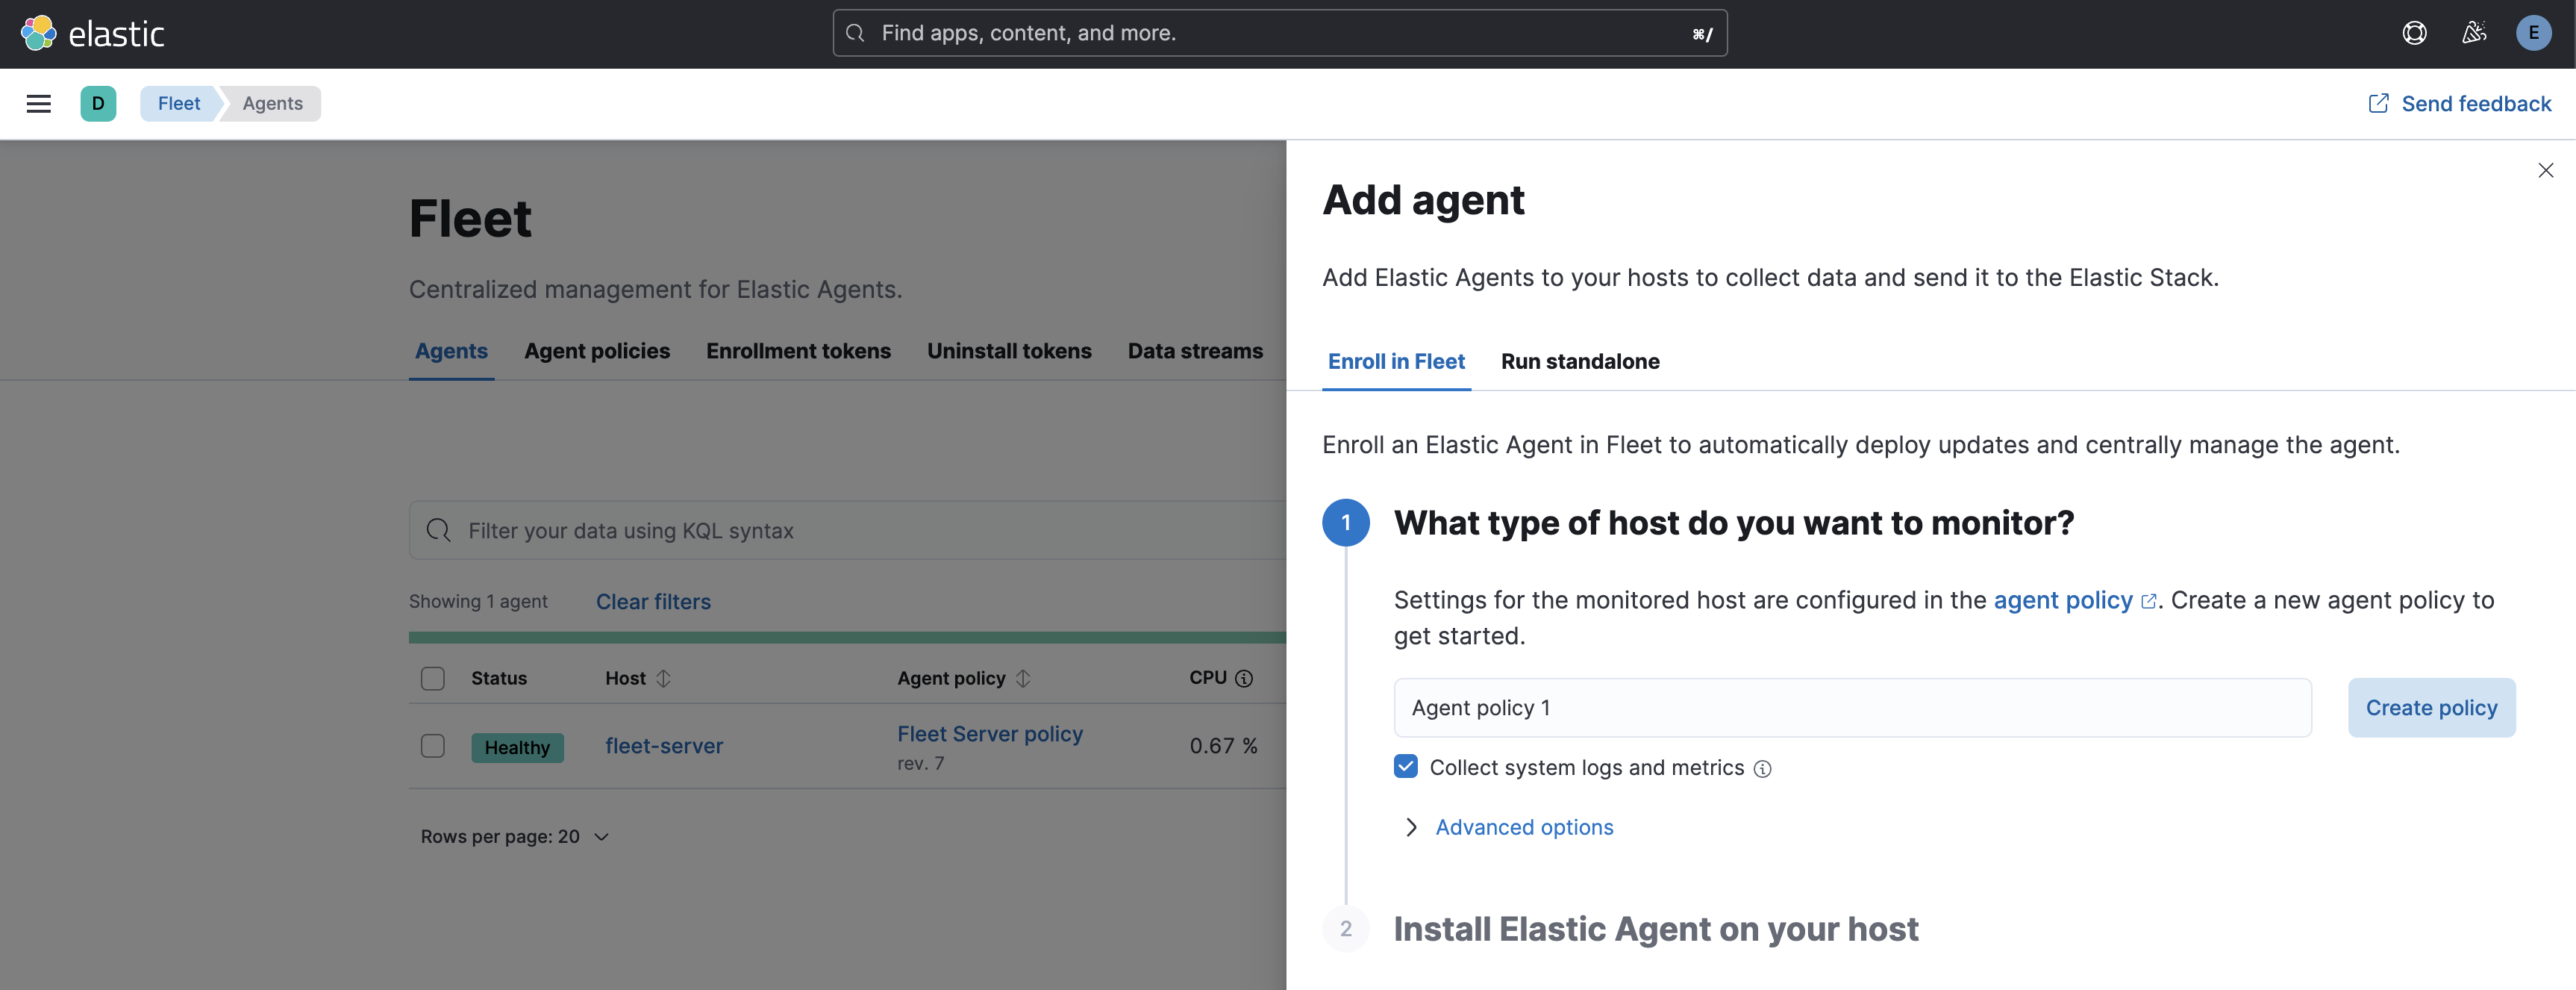 elastic
Find apps, content, and more.
⌘/
E
D
Fleet
Agents
Send feedback
Fleet
Centralized management for Elastic Agents.
Agents
Agent policies
Enrollment tokens
Uninstall tokens
Data streams
Filter your data using KQL syntax
Showing 1 agent
Clear filters
Status
Host
Agent policy
CPU
Healthy
fleet-server
Fleet Server policy
rev. 7
0.67 %
Rows per page: 20
Add agent
Add Elastic Agents to your hosts to collect data and send it to the Elastic Stack.
Enroll in Fleet
Run standalone
Enroll an Elastic Agent in Fleet to automatically deploy updates and centrally manage the agent.
1
What type of host do you want to monitor?
Settings for the monitored host are configured in the agent policy. Create a new agent policy to
get started.
Agent policy 1
Create policy
Collect system logs and metrics
Advanced options
2
Install Elastic Agent on your host